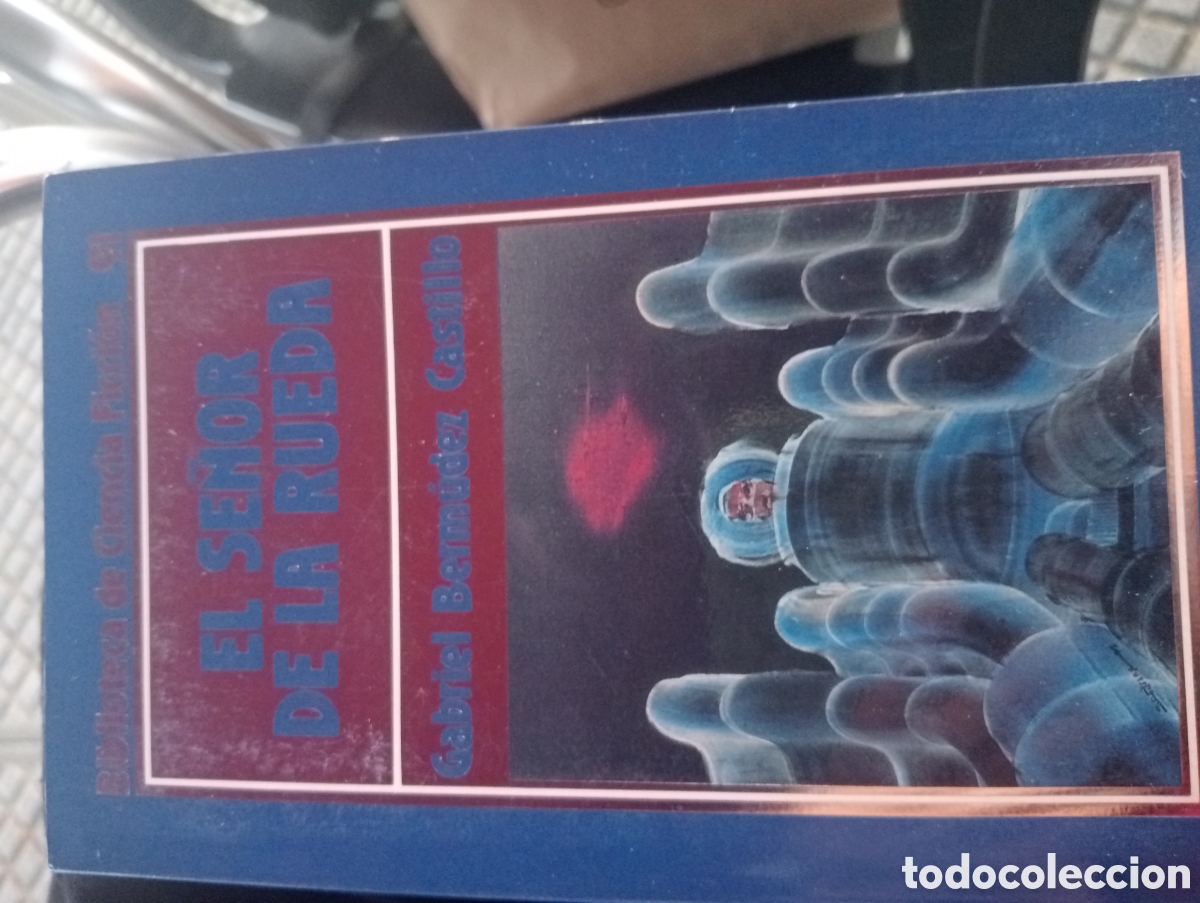 Biblioteca de Ciencia Ficción 91
EL SEÑOR
DE LA RUEDA
Gabriel Bermúdez Castillo
todocoleccion